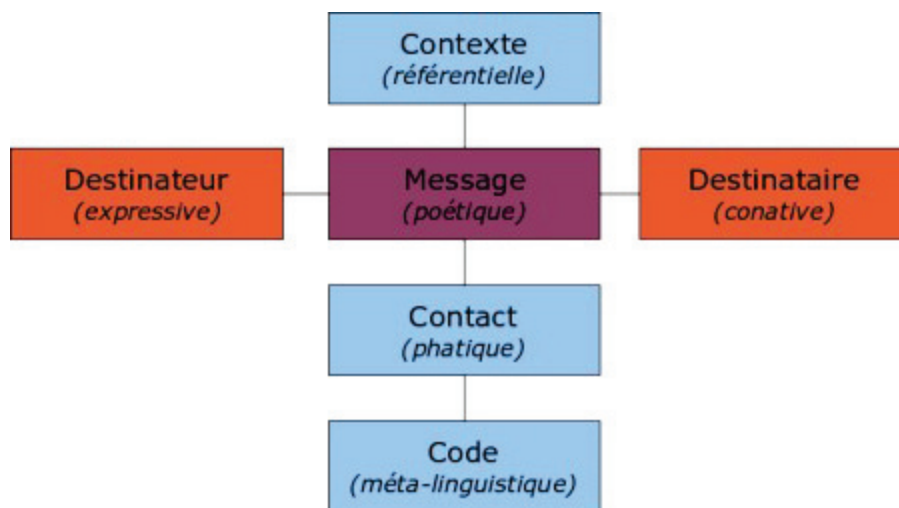 Contexte
(référentielle)
Destinateur
(expressive)
Message
(poétique)
Destinataire
(conative)
Contact
(phatique)
Code
(méta-linguistique)